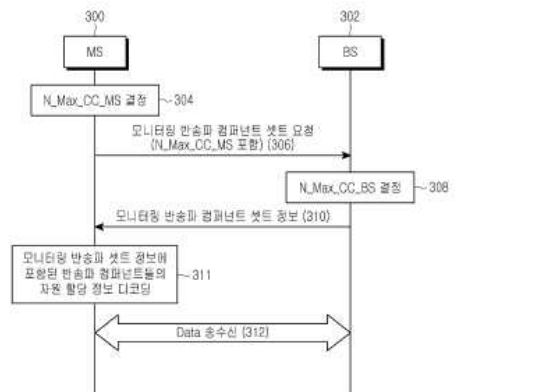 300
302
MS
BS
N_Max_CC_MS 결정
304
모니터링 반송파 컴퍼넌트 셋트 요청
(N_Max_CC_MS 포함) (306)
N_Max_CC_BS 결정
308
모니터링 반송파 컴퍼넌트 셋트 정보 (310)
모니터링 반송파 셋트 정보에
포함된 반송파 컴퍼넌트들의
자원 할당 정보 디코딩
311
Data 송수신 (312)